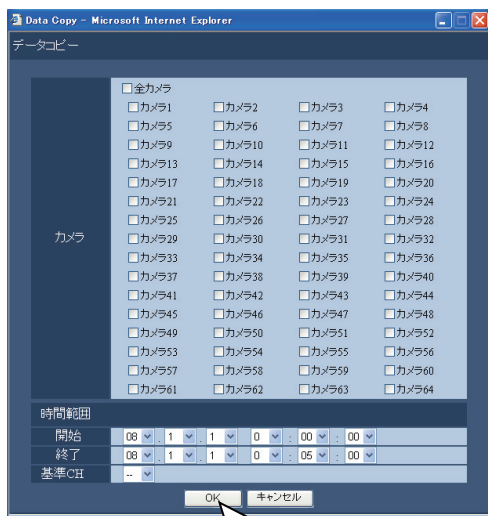 Data Copy - Microsoft Internet Explorer
データコピー
全カメラ
カメラ1 カメラ2 カメラ3 カメラ4
カメラ5 カメラ6 カメラ7 カメラ8
カメラ9 カメラ10 カメラ11 カメラ12
カメラ13 カメラ14 カメラ15 カメラ16
カメラ17 カメラ18 カメラ19 カメラ20
カメラ21 カメラ22 カメラ23 カメラ24
カメラ25 カメラ26 カメラ27 カメラ28
カメラ カメラ29 カメラ30 カメラ31 カメラ32
カメラ33 カメラ34 カメラ35 カメラ36
カメラ37 カメラ38 カメラ39 カメラ40
カメラ41 カメラ42 カメラ43 カメラ44
カメラ45 カメラ46 カメラ47 カメラ48
カメラ49 カメラ50 カメラ51 カメラ52
カメラ53 カメラ54 カメラ55 カメラ56
カメラ57 カメラ58 カメラ59 カメラ60
カメラ61 カメラ62 カメラ63 カメラ64
時間範囲
開始 08 . 1 . 1 0 : 00 : 00
終了 08 . 1 . 1 0 : 05 : 00
基準CH --
OK キャンセル